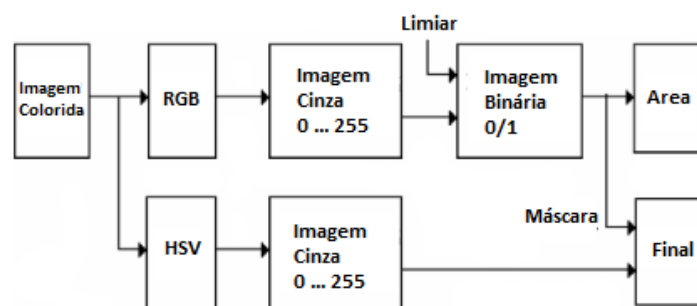 Limiar
Imagem
Colorida
RGB
Imagem
Cinza
0 ... 255
Imagem
Binária
0/1
Area
HSV
Imagem
Cinza
0 ... 255
Máscara
Final